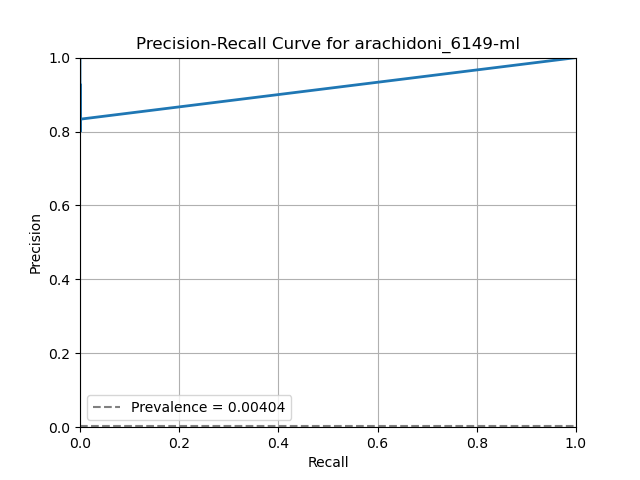 Precision-Recall Curve for arachidoni_6149-ml
1.0
0.8
0.6
0.4
0.2
0.0
Precision
Prevalence = 0.00404
0.0 0.2 0.4 0.6 0.8 1.0
Recall